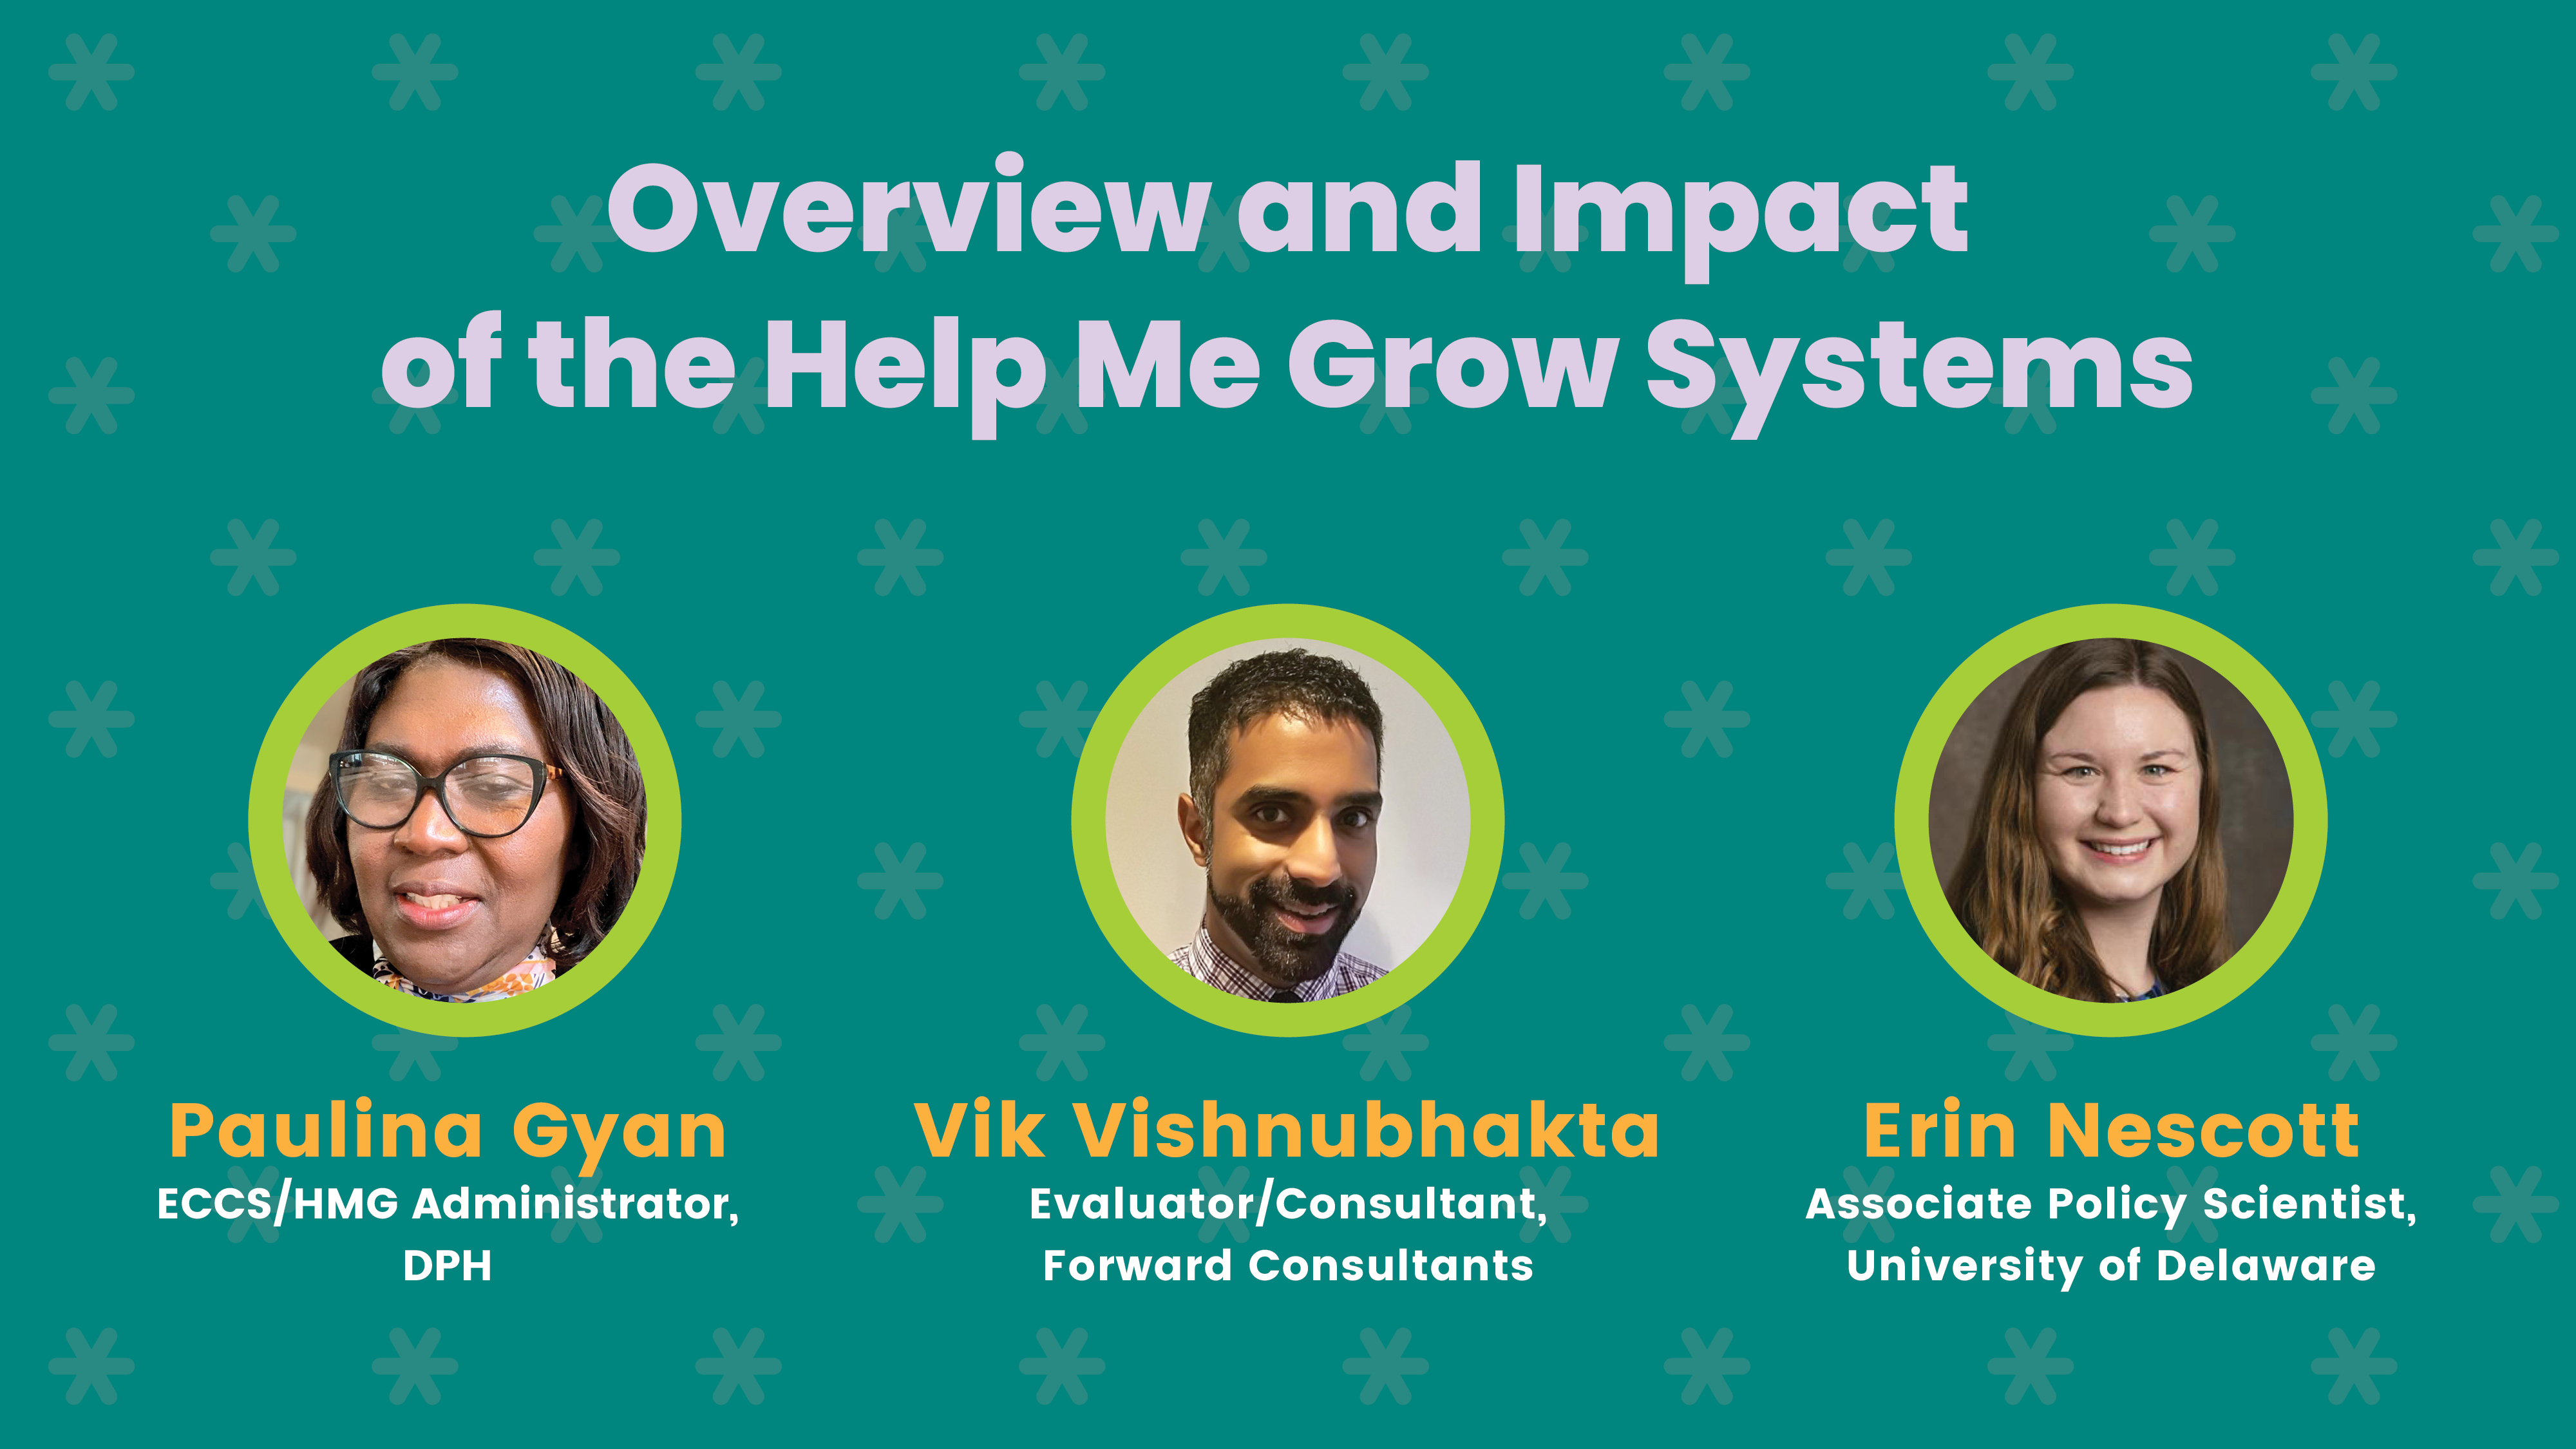 Overview and Impact
of the Help Me Grow Systems
Paulina Gyan
ECCS/HMG Administrator,
DPH
Vik Vishnubhakta
Evaluator/Consultant,
Forward Consultants
Erin Nescott
Associate Policy Scientist,
University of Delaware